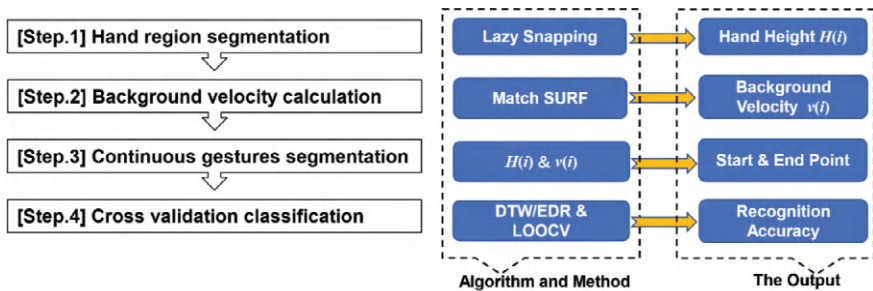 [Step.1] Hand region segmentation
[Step.2] Background velocity calculation
[Step.3] Continuous gestures segmentation
[Step.4] Cross validation classification
Lazy Snapping
Hand Height H(i)
Match SURF
Background
Velocity v(i)
H(i) & v(i)
Start & End Point
DTW/EDR &
LOOCV
Recognition
Accuracy
Algorithm and Method
The Output